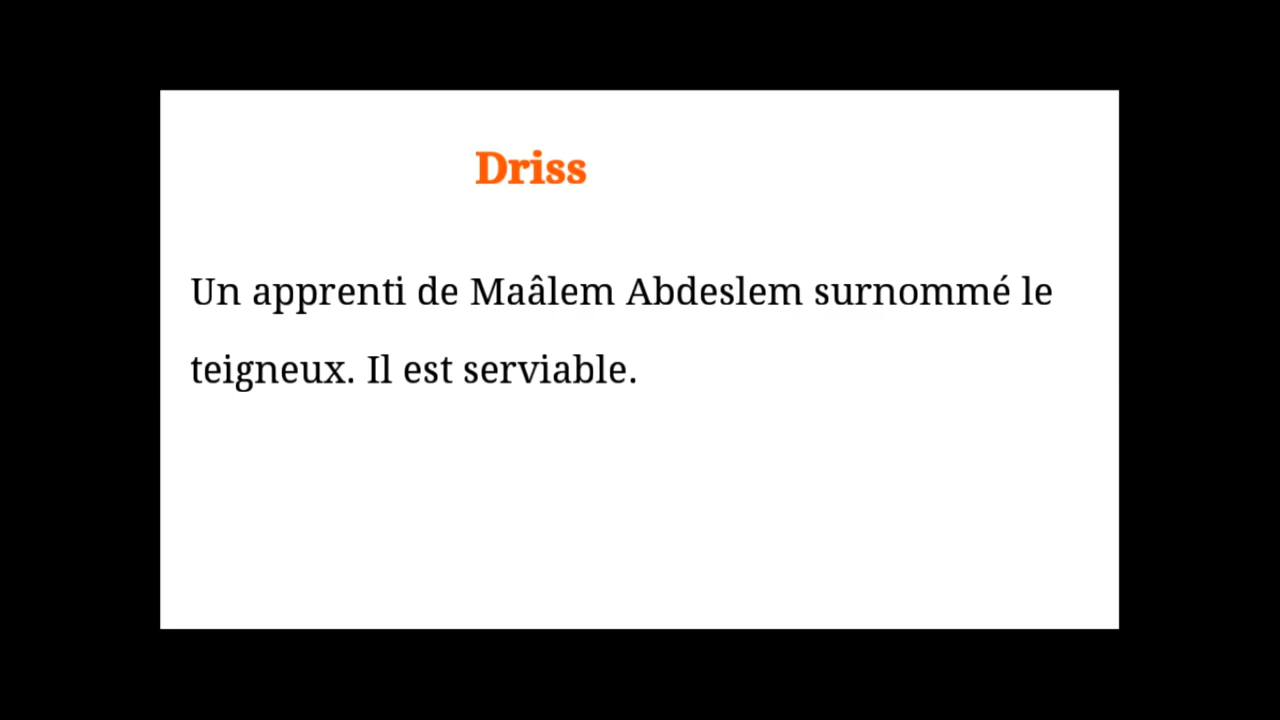 Driss
Un apprenti de Maâlem Abdeslem surnommé le
teigneux. Il est serviable.